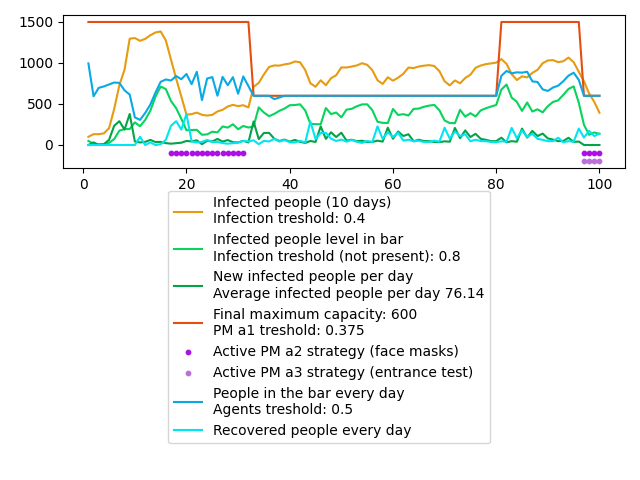 1500
1000
500
0
0 20 40 60 80 100
Infected people (10 days)
Infection treshold: 0.4
Infected people level in bar
Infection treshold (not present): 0.8
New infected people per day
Average infected people per day 76.14
Final maximum capacity: 600
PM a1 treshold: 0.375
Active PM a2 strategy (face masks)
Active PM a3 strategy (entrance test)
People in the bar every day
Agents treshold: 0.5
Recovered people every day